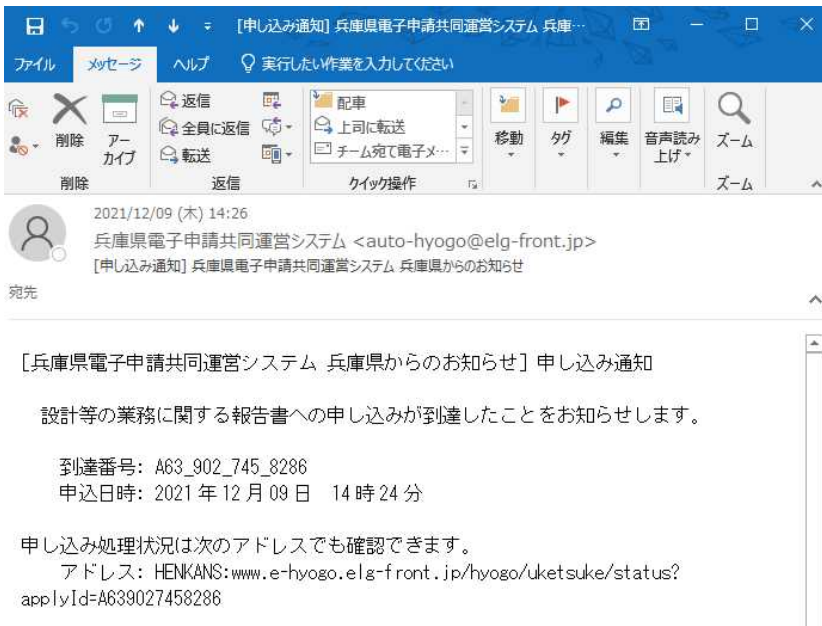 [申し込み通知] 兵庫県電子申請共同運営システム 兵庫…
ファイル メッセージ ヘルプ 実行したい作業を入力してください
削除
アーカイブ
返信
全員に返信
転送
配車
上司に転送
チーム宛て電子メ…
移動
タグ
編集
音声読み上げ
ズーム
削除 返信 クイック操作 ズーム
2021/12/09 (木) 14:26
兵庫県電子申請共同運営システム <auto-hyogo@elg-front.jp>
[申し込み通知] 兵庫県電子申請共同運営システム 兵庫県からのお知らせ
宛先
[兵庫県電子申請共同運営システム 兵庫県からのお知らせ] 申し込み通知
設計等の業務に関する報告書への申し込みが到達したことをお知らせします。
到達番号: A63_902_745_8286
申込日時: 2021年12月09日 14時24分
申し込み処理状況は次のアドレスでも確認できます。
アドレス: HENKANS:www.e-hyogo.elg-front.jp/hyogo/uketsuke/status?
applyId=A639027458286